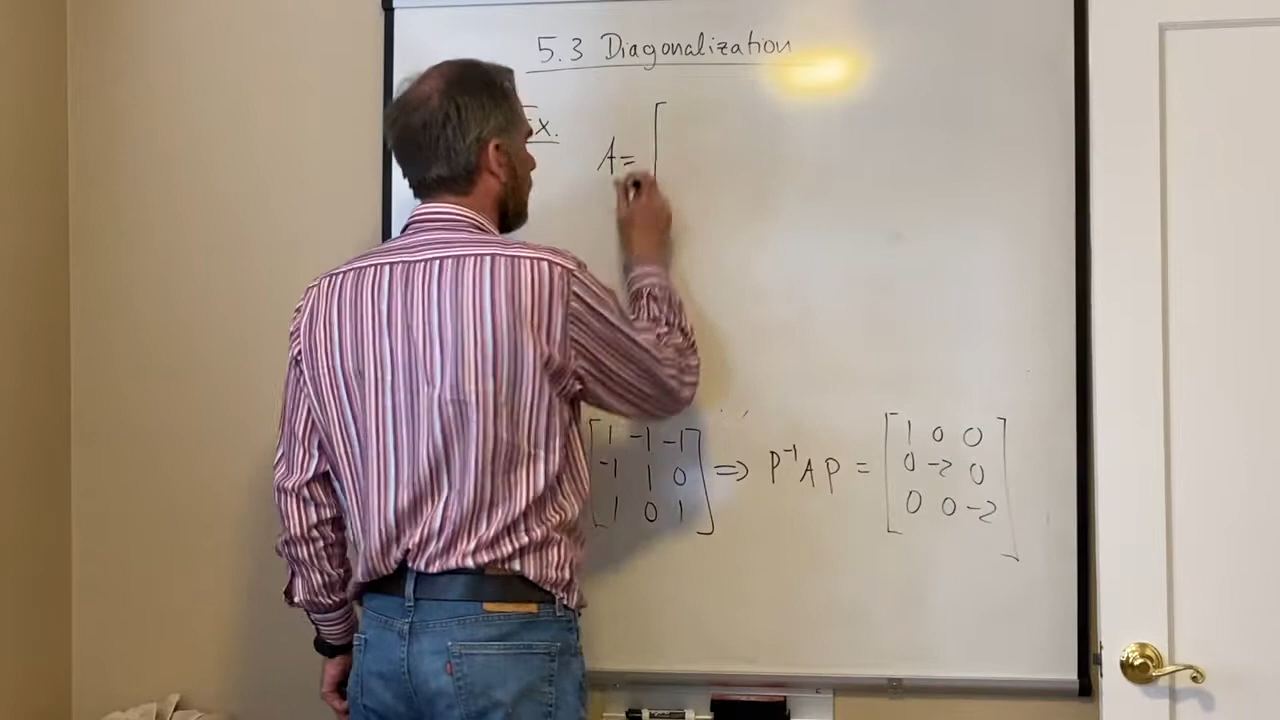 5.3 Diagonalization
Ex.
A = [
[ 1 -1 -1
-1 1 0
1 0 1 ] => P⁻¹AP = [ 1 0 0
0 -2 0
0 0 -2 ]